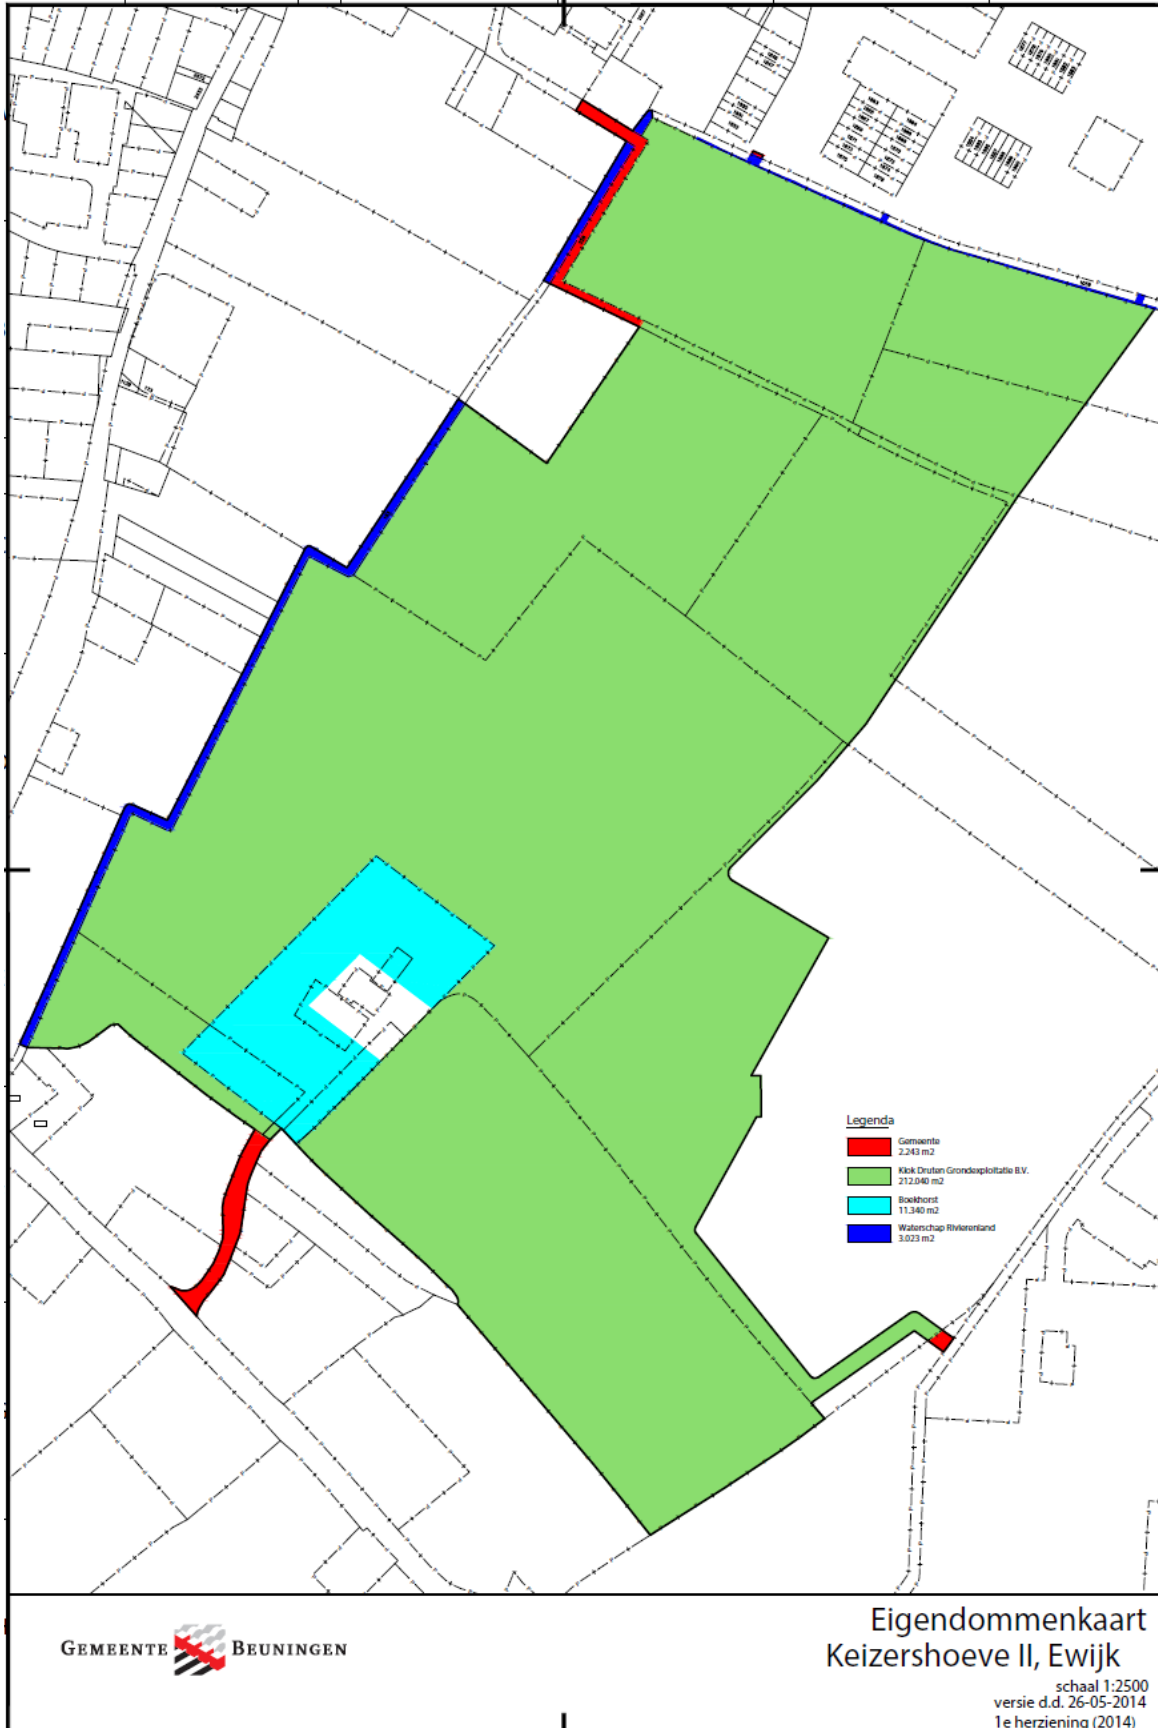 Legenda
Gemeente
2.243 m2
Klok Druten Grondexploitatie B.V.
212.040 m2
Boekhorst
11.340 m2
Waterschap Rivierenland
3.023 m2
GEMEENTE BEUNINGEN
Eigendommenkaart
Keizershoeve II, Ewijk
schaal 1:2500
versie d.d. 26-05-2014
1e herziening (2014)